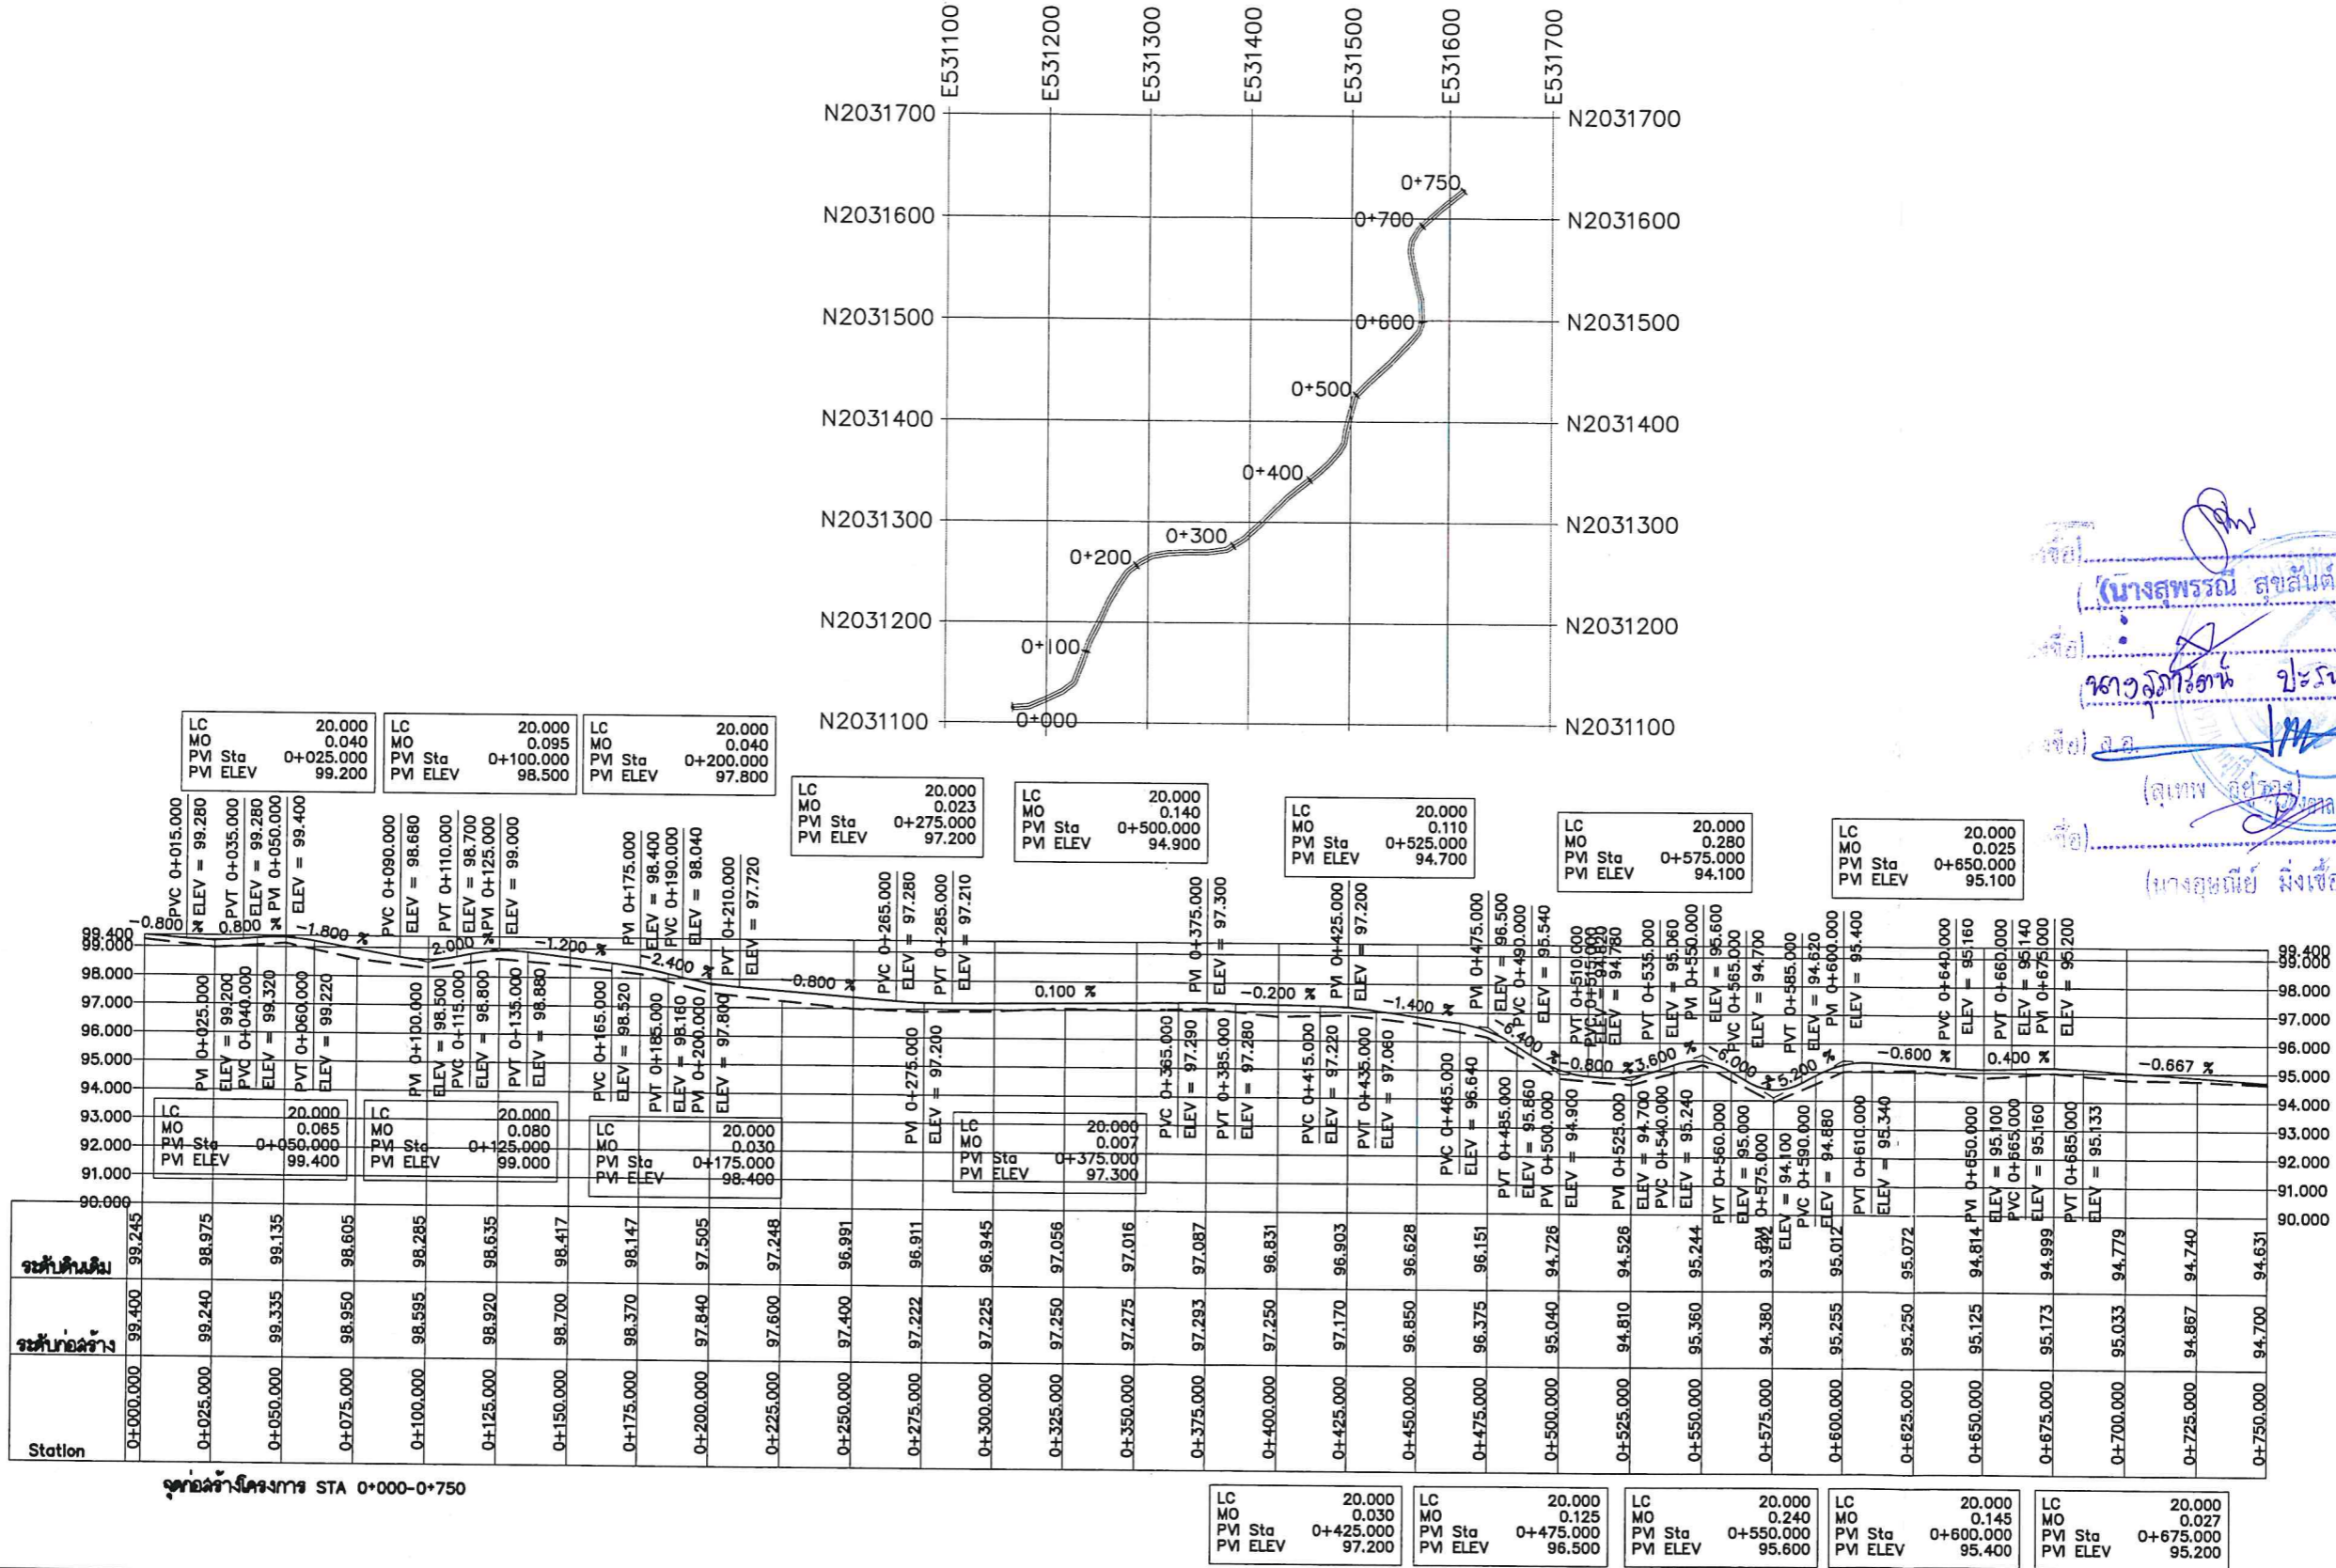 E531100 E531200 E531300 E531400 E531500 E531600 E531700
N2031700 N2031700
0+750
N2031600 0+700 N2031600
N2031500 0+600 N2031500
0+500
N2031400 N2031400
0+400
N2031300 0+300 N2031300
0+200
N2031200 N2031200
0+100
N2031100 0+000 N2031100
(นางสุพรรณี สุขสันต์
(สุเทพ อยู่รอง)
LC 20.000
MO 0.040
PVI Sta 0+025.000
PVI ELEV 99.200
LC 20.000
MO 0.095
PVI Sta 0+100.000
PVI ELEV 98.500
LC 20.000
MO 0.040
PVI Sta 0+200.000
PVI ELEV 97.800
LC 20.000
MO 0.023
PVI Sta 0+275.000
PVI ELEV 97.200
LC 20.000
MO 0.140
PVI Sta 0+500.000
PVI ELEV 94.900
LC 20.000
MO 0.110
PVI Sta 0+525.000
PVI ELEV 94.700
LC 20.000
MO 0.280
PVI Sta 0+575.000
PVI ELEV 94.100
LC 20.000
MO 0.025
PVI Sta 0+650.000
PVI ELEV 95.100
PVC 0+015.000
ELEV = 99.280
PVT 0+035.000
ELEV = 99.280
PVI 0+050.000
ELEV = 99.400
PVC 0+090.000
ELEV = 98.680
PVT 0+110.000
ELEV = 98.700
PVI 0+125.000
ELEV = 99.000
PVI 0+175.000
ELEV = 98.400
PVC 0+190.000
ELEV = 98.040
PVT 0+210.000
ELEV = 97.720
PVC 0+265.000
ELEV = 97.280
PVT 0+285.000
ELEV = 97.210
PVI 0+375.000
ELEV = 97.300
PVI 0+425.000
ELEV = 97.200
PVI 0+475.000
ELEV = 96.500
PVC 0+490.000
ELEV = 95.540
PVT 0+510.000
ELEV = 94.820
PVC 0+515.000
ELEV = 94.780
PVT 0+535.000
ELEV = 95.060
PVI 0+550.000
ELEV = 95.600
PVC 0+565.000
ELEV = 94.700
PVT 0+585.000
ELEV = 94.620
PVI 0+600.000
ELEV = 95.400
PVC 0+640.000
ELEV = 95.160
PVT 0+660.000
ELEV = 95.140
PVI 0+675.000
ELEV = 95.200
-0.800 % 0.800 % -1.800 % 2.000 % -1.200 % -2.400 % -0.800 % 0.100 % -0.200 % -1.400 % -6.400 % -0.800 % 3.600 % -6.000 % 5.200 % -0.600 % 0.400 % -0.667 %
99.400 99.400
99.000 99.000
98.000 98.000
97.000 97.000
96.000 96.000
95.000 95.000
94.000 94.000
93.000 93.000
92.000 92.000
91.000 91.000
90.000 90.000
PVI 0+025.000
ELEV = 99.200
PVC 0+040.000
ELEV = 99.320
PVT 0+060.000
ELEV = 99.220
PVI 0+100.000
ELEV = 98.500
PVC 0+115.000
ELEV = 98.800
PVT 0+135.000
ELEV = 98.880
PVC 0+165.000
ELEV = 98.520
PVT 0+185.000
ELEV = 98.160
PVI 0+200.000
ELEV = 97.800
PVI 0+275.000
ELEV = 97.200
PVC 0+365.000
ELEV = 97.290
PVT 0+385.000
ELEV = 97.280
PVC 0+415.000
ELEV = 97.220
PVT 0+435.000
ELEV = 97.060
PVC 0+465.000
ELEV = 96.640
PVT 0+485.000
ELEV = 95.860
PVI 0+500.000
ELEV = 94.900
PVI 0+525.000
ELEV = 94.700
PVC 0+540.000
ELEV = 95.240
PVT 0+560.000
ELEV = 95.000
PVI 0+575.000
ELEV = 94.100
PVC 0+590.000
ELEV = 94.880
PVT 0+610.000
ELEV = 95.340
PVI 0+650.000
ELEV = 95.100
PVC 0+665.000
ELEV = 95.160
PVT 0+685.000
ELEV = 95.133
LC 20.000
MO 0.065
PVI Sta 0+050.000
PVI ELEV 99.400
LC 20.000
MO 0.080
PVI Sta 0+125.000
PVI ELEV 99.000
LC 20.000
MO 0.030
PVI Sta 0+175.000
PVI ELEV 98.400
LC 20.000
MO 0.007
PVI Sta 0+375.000
PVI ELEV 97.300
ระดับดินเดิม 99.245 98.975 99.135 98.605 98.285 98.635 98.417 98.147 97.505 97.248 96.991 96.911 96.945 97.056 97.016 97.087 96.831 96.903 96.628 96.151 94.726 94.526 95.244 93.942 95.012 95.072 94.814 94.999 94.779 94.740 94.631
ระดับก่อสร้าง 99.400 99.240 99.335 98.950 98.595 98.920 98.700 98.370 97.840 97.600 97.400 97.222 97.225 97.250 97.275 97.293 97.250 97.170 96.850 96.375 95.040 94.810 95.360 94.380 95.255 95.250 95.125 95.173 95.033 94.867 94.700
Station 0+000.000 0+025.000 0+050.000 0+075.000 0+100.000 0+125.000 0+150.000 0+175.000 0+200.000 0+225.000 0+250.000 0+275.000 0+300.000 0+325.000 0+350.000 0+375.000 0+400.000 0+425.000 0+450.000 0+475.000 0+500.000 0+525.000 0+550.000 0+575.000 0+600.000 0+625.000 0+650.000 0+675.000 0+700.000 0+725.000 0+750.000
จุดก่อสร้างโครงการ STA 0+000-0+750
LC 20.000
MO 0.030
PVI Sta 0+425.000
PVI ELEV 97.200
LC 20.000
MO 0.125
PVI Sta 0+475.000
PVI ELEV 96.500
LC 20.000
MO 0.240
PVI Sta 0+550.000
PVI ELEV 95.600
LC 20.000
MO 0.145
PVI Sta 0+600.000
PVI ELEV 95.400
LC 20.000
MO 0.027
PVI Sta 0+675.000
PVI ELEV 95.200